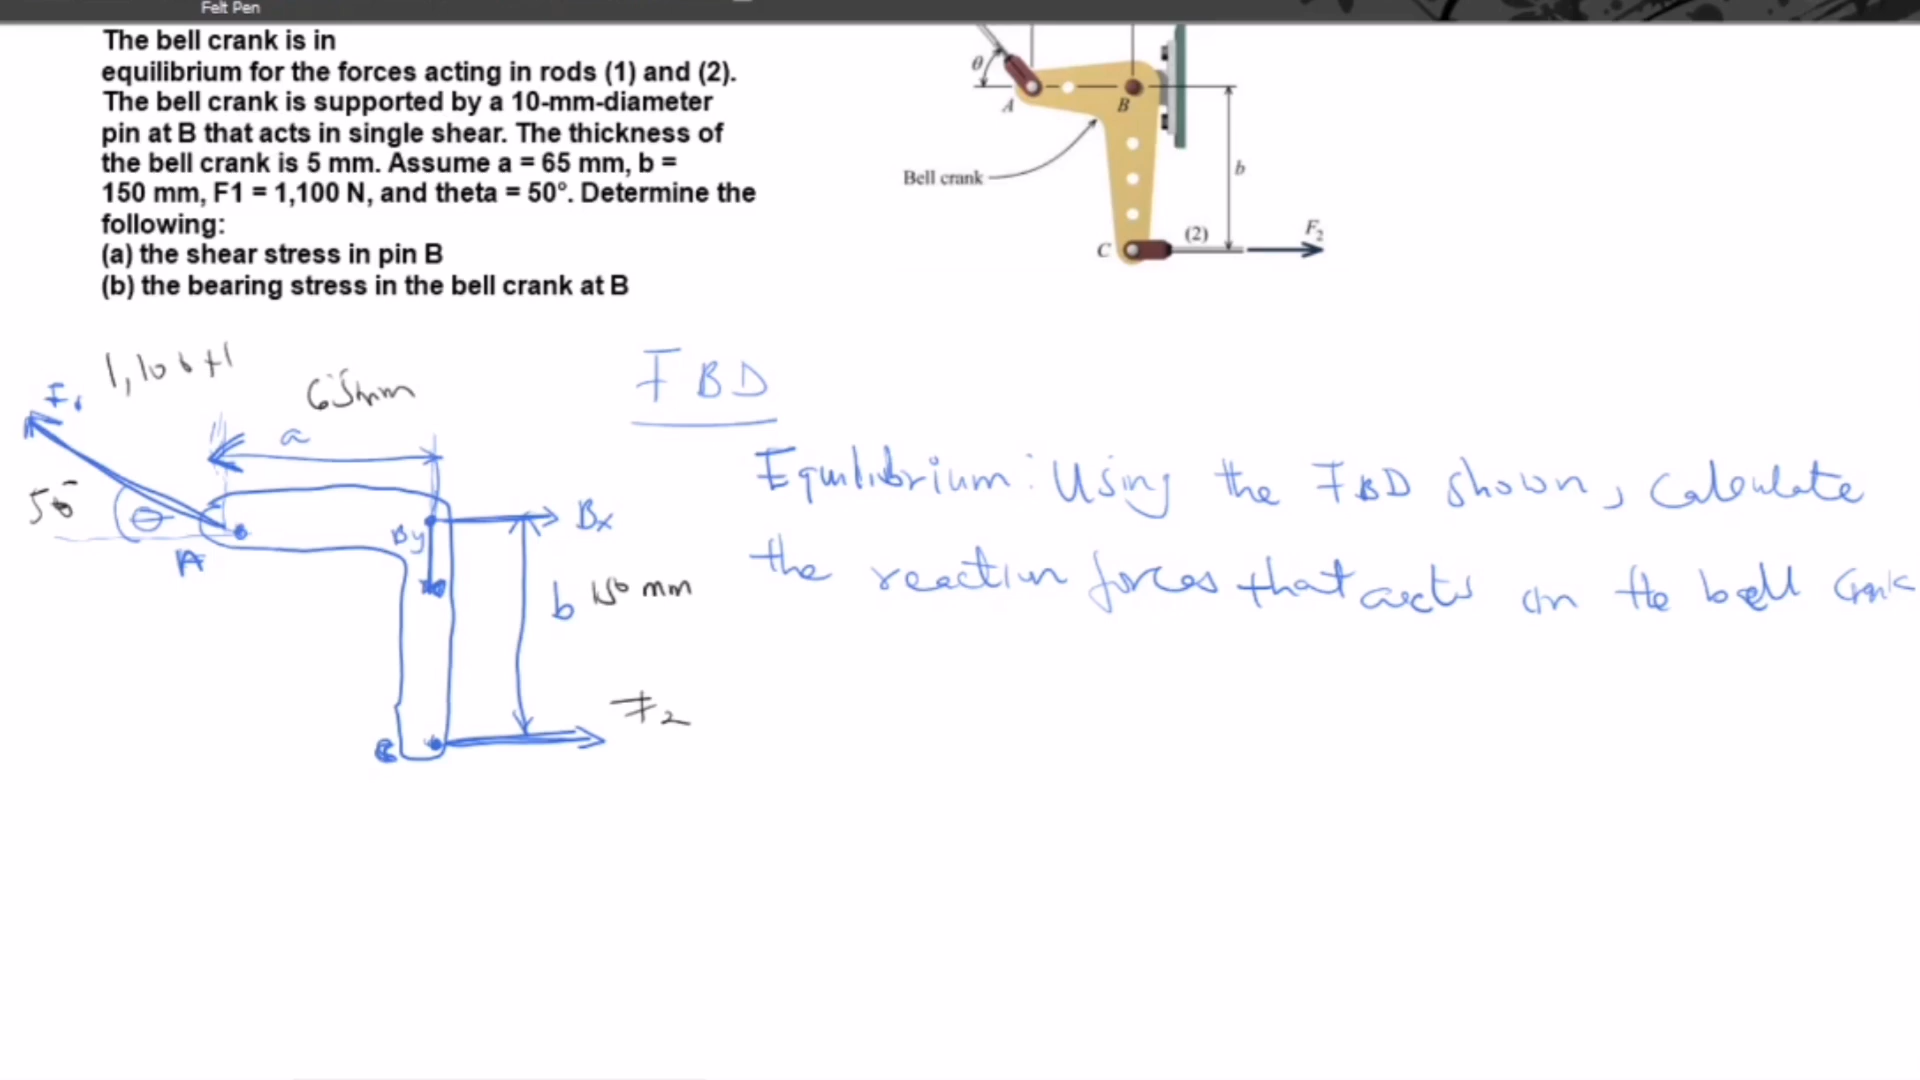 Felt Pen
The bell crank is in
equilibrium for the forces acting in rods (1) and (2).
The bell crank is supported by a 10-mm-diameter
pin at B that acts in single shear. The thickness of
the bell crank is 5 mm. Assume a = 65 mm, b =
150 mm, F1 = 1,100 N, and theta = 50°. Determine the
following:
(a) the shear stress in pin B
(b) the bearing stress in the bell crank at B
θ
A
B
Bell crank
b
C
(2)
F2
F1
65mm
a
50°
θ
A
By
Bx
b 150 mm
F2
C
FBD
Equilibrium: Using the FBD shown, Calculate
the reaction forces that acts on the bell Crank